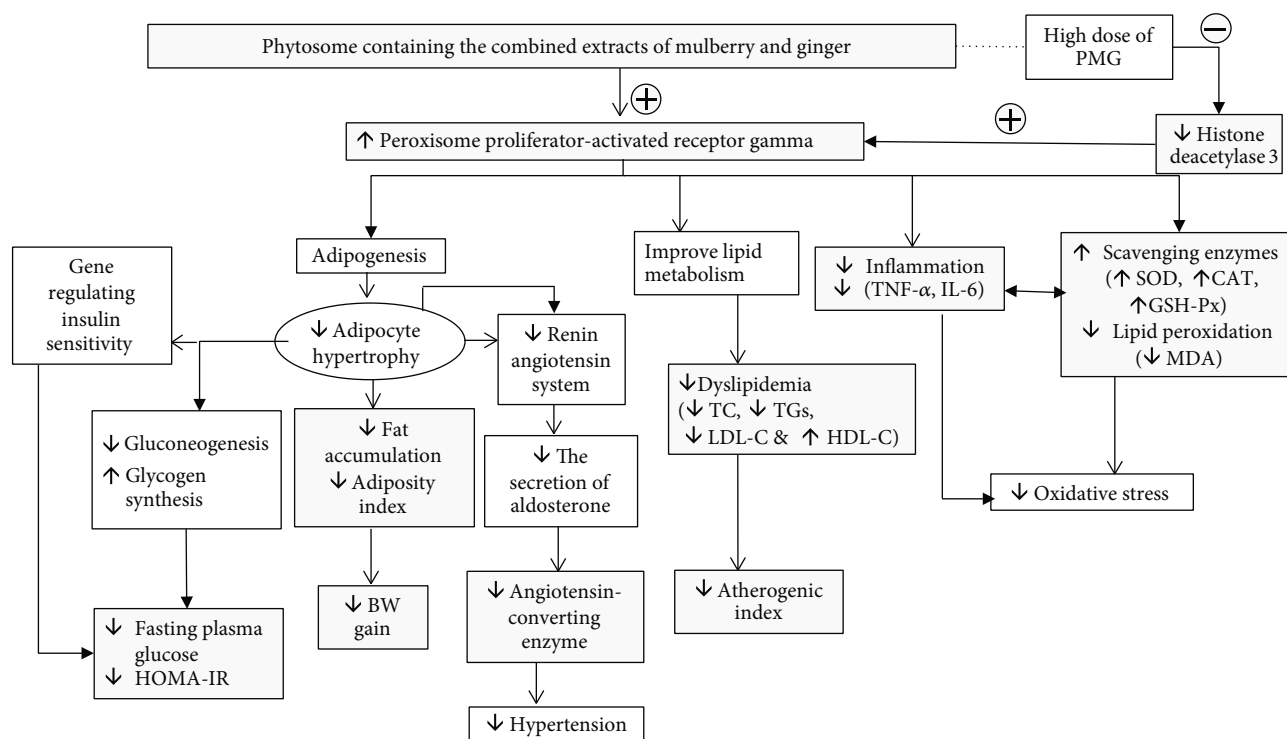 Phytosome containing the combined extracts of mulberry and ginger
High dose of
PMG
−
+
+
↑ Peroxisome proliferator-activated receptor gamma
↓ Histone
deacetylase 3
Adipogenesis
Improve lipid
metabolism
↓ Inflammation
↓ (TNF-α, IL-6)
↑ Scavenging enzymes
(↑ SOD, ↑CAT,
↑GSH-Px)
↓ Lipid peroxidation
(↓ MDA)
Gene
regulating
insulin
sensitivity
↓ Adipocyte
hypertrophy
↓ Renin
angiotensin
system
↓ Gluconeogenesis
↑ Glycogen
synthesis
↓ Fat
accumulation
↓ Adiposity
index
↓ The
secretion of
aldosterone
↓ Dyslipidemia
(↓ TC, ↓ TGs,
↓ LDL-C & ↑ HDL-C)
↓ Oxidative stress
↓ Fasting plasma
glucose
↓ HOMA-IR
↓ BW
gain
↓ Angiotensin-
converting
enzyme
↓ Atherogenic
index
↓ Hypertension